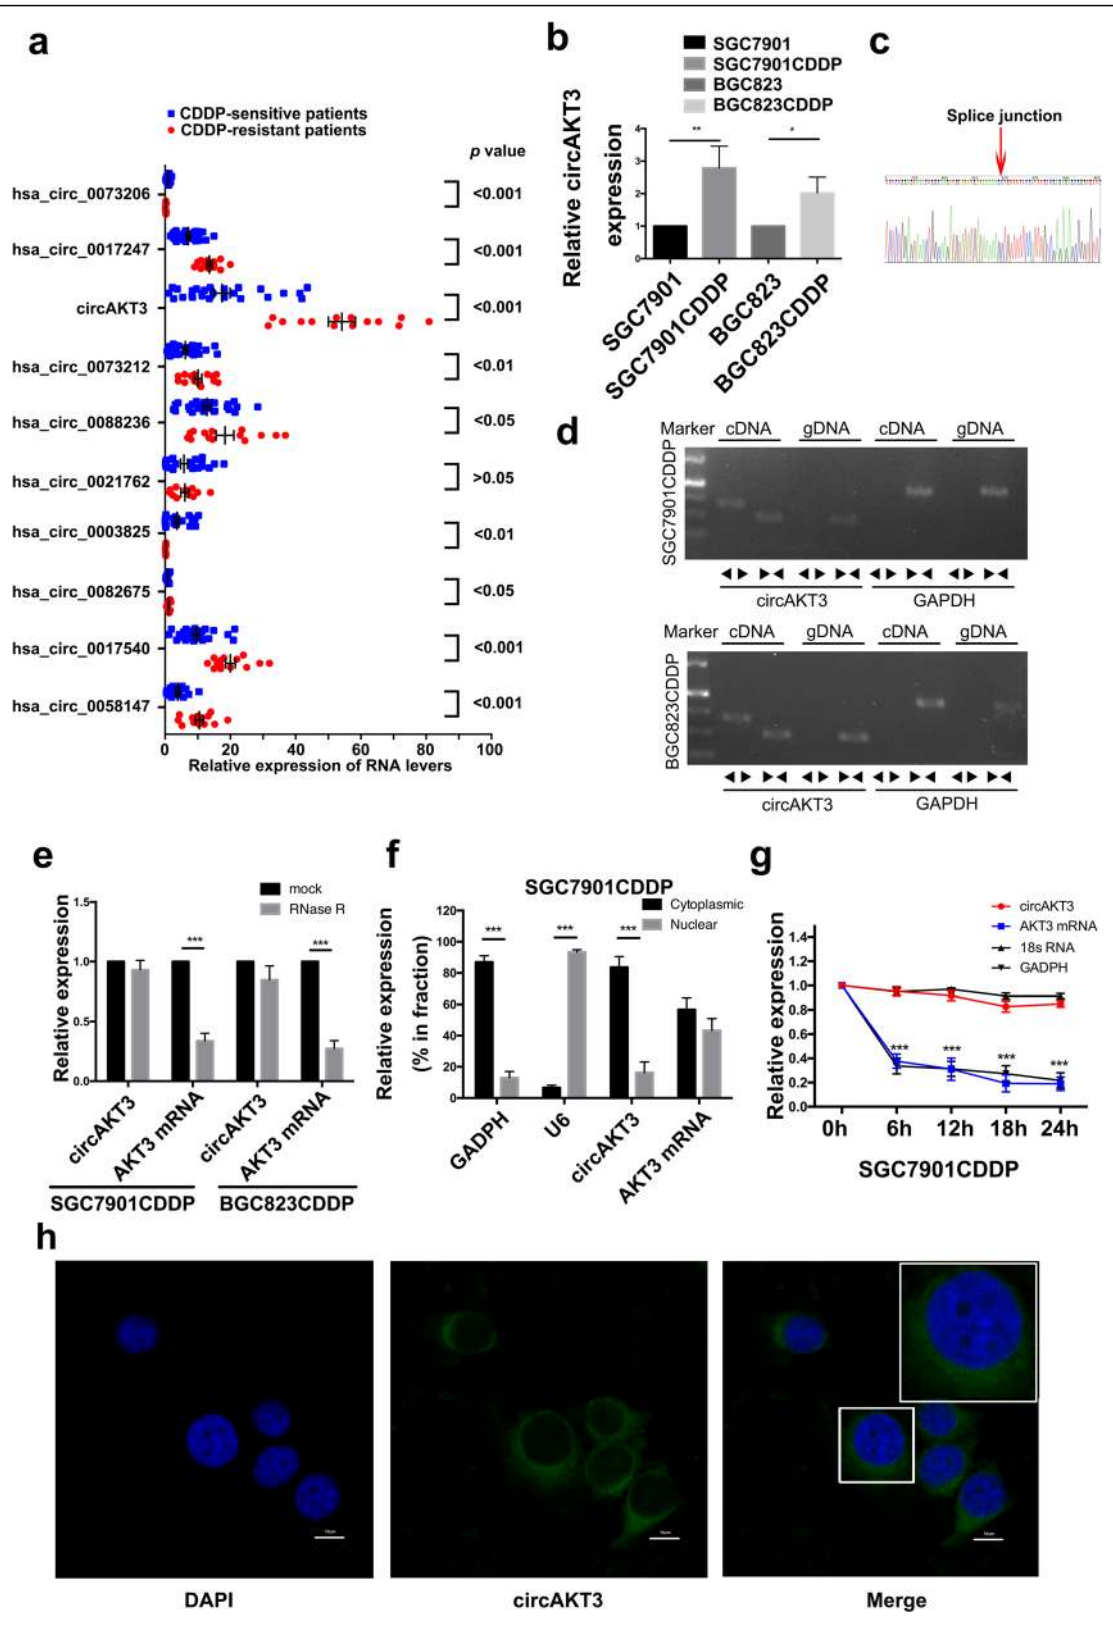 a
CDDP-sensitive patients
CDDP-resistant patients
p value
hsa_circ_0073206
<0.001
hsa_circ_0017247
<0.001
circAKT3
<0.001
hsa_circ_0073212
<0.01
hsa_circ_0088236
<0.05
hsa_circ_0021762
>0.05
hsa_circ_0003825
<0.01
hsa_circ_0082675
<0.05
hsa_circ_0017540
<0.001
hsa_circ_0058147
<0.001
0 20 40 60 80 100
Relative expression of RNA levers
b
SGC7901
SGC7901CDDP
BGC823
BGC823CDDP
Relative circAKT3
expression
4
3
2
1
0
** *
SGC7901
SGC7901CDDP
BGC823
BGC823CDDP
c
Splice junction
d
Marker cDNA gDNA cDNA gDNA
SGC7901CDDP
circAKT3 GAPDH
Marker cDNA gDNA cDNA gDNA
BGC823CDDP
circAKT3 GAPDH
e
mock
RNase R
Relative expression
1.5
1.0
0.5
0.0
*** ***
circAKT3
AKT3 mRNA
circAKT3
AKT3 mRNA
SGC7901CDDP BGC823CDDP
f
SGC7901CDDP
Cytoplasmic
Nuclear
Relative expression
(% in fraction)
120
100
80
60
40
20
0
*** *** ***
GADPH
U6
circAKT3
AKT3 mRNA
g
circAKT3
AKT3 mRNA
18s RNA
GADPH
Relative expression
1.4
1.2
1.0
0.8
0.6
0.4
0.2
0.0
*** *** *** ***
0h 6h 12h 18h 24h
SGC7901CDDP
h
DAPI
circAKT3
Merge